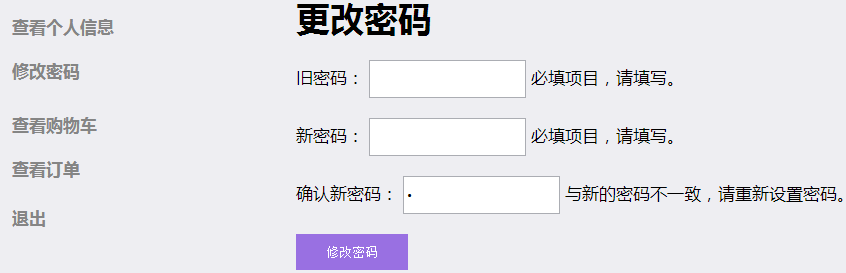 查看个人信息
修改密码
查看购物车
查看订单
退出
更改密码
旧密码： 必填项目，请填写。
新密码： 必填项目，请填写。
确认新密码： • 与新的密码不一致，请重新设置密码。
修改密码